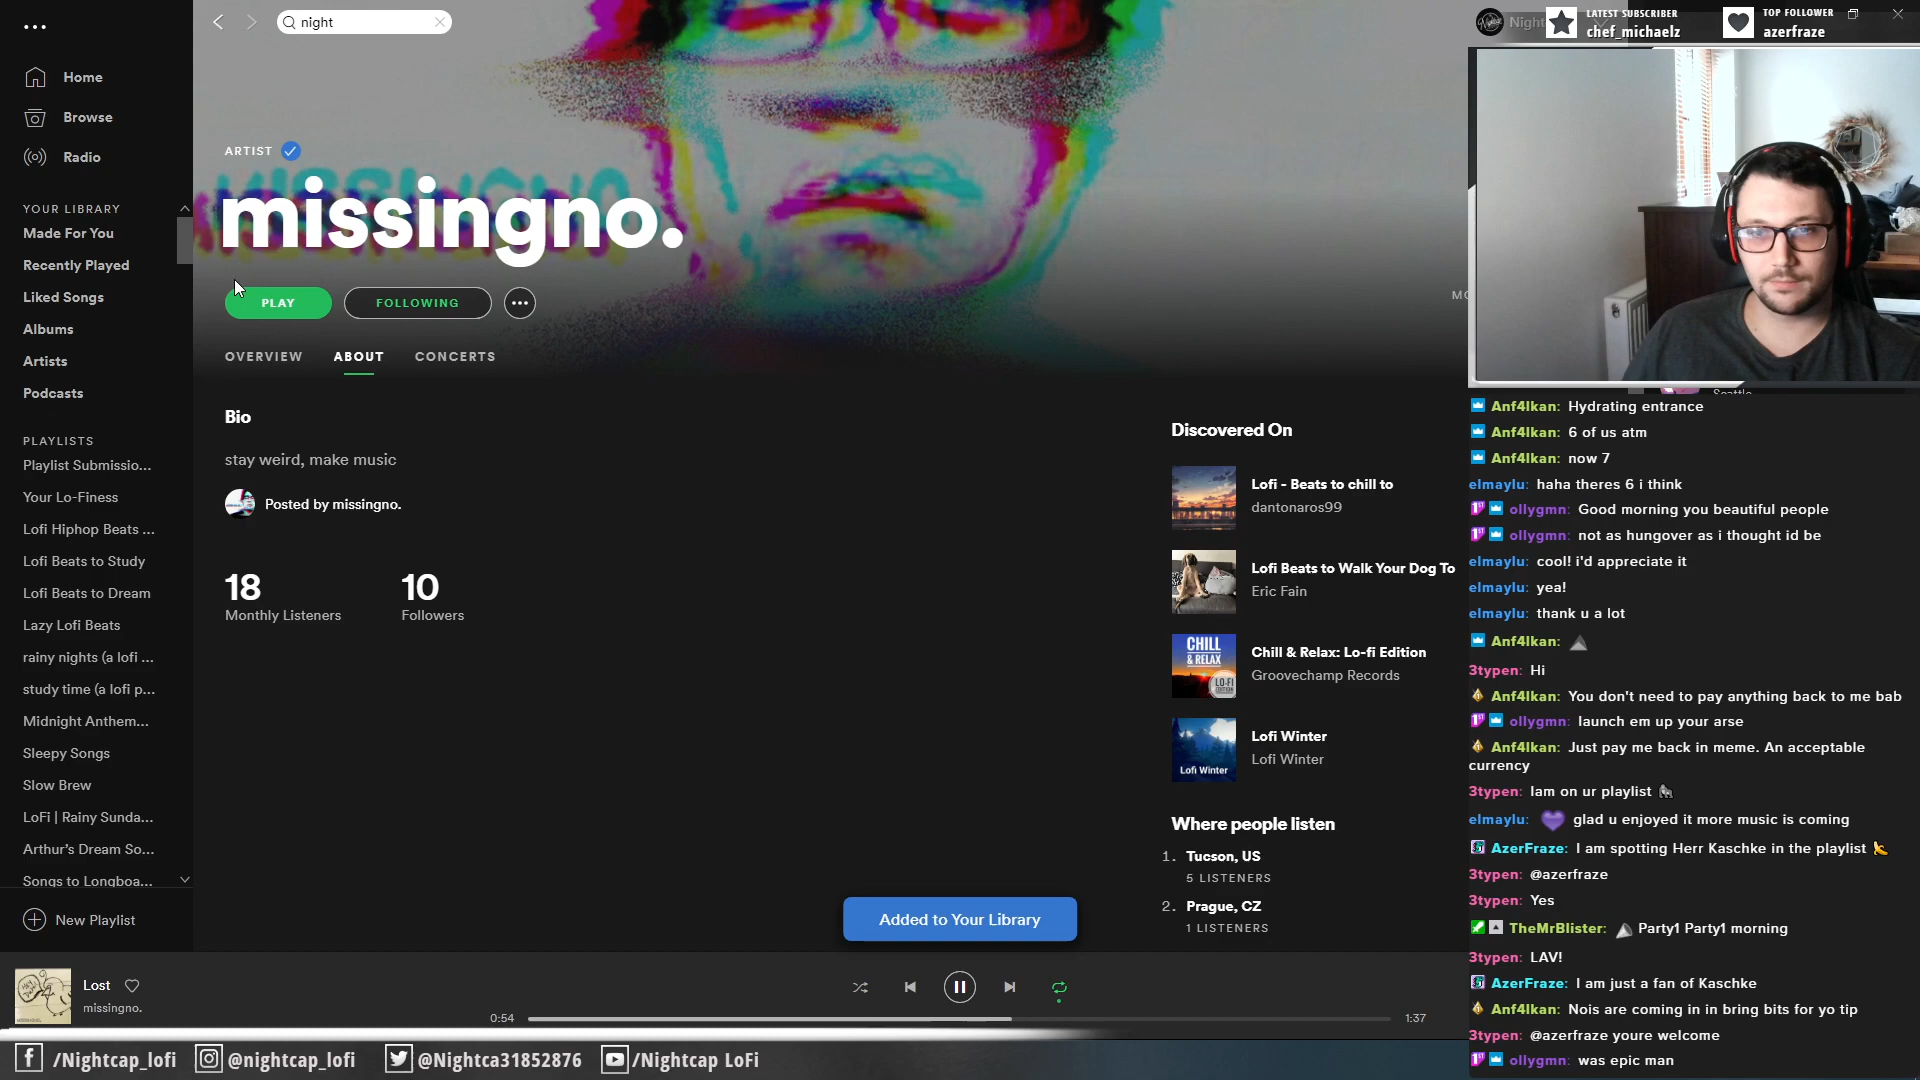 night
Home
Browse
Radio
YOUR LIBRARY
Made For You
Recently Played
Liked Songs
Albums
Artists
Podcasts
PLAYLISTS
Playlist Submissio...
Your Lo-Finess
Lofi Hiphop Beats ...
Lofi Beats to Study
Lofi Beats to Dream
Lazy Lofi Beats
rainy nights (a lofi ...
study time (a lofi p...
Midnight Anthem...
Sleepy Songs
Slow Brew
LoFi | Rainy Sunda...
Arthur's Dream So...
Songs to Longboa...
New Playlist
ARTIST
missingno.
PLAY
FOLLOWING
OVERVIEW
ABOUT
CONCERTS
Bio
stay weird, make music
Posted by missingno.
18
Monthly Listeners
10
Followers
Discovered On
Lofi - Beats to chill to
dantonaros99
Lofi Beats to Walk Your Dog To
Eric Fain
CHILL
& RELAX
LO-FI
EDITION
Chill & Relax: Lo-fi Edition
Groovechamp Records
Lofi Winter
Lofi Winter
Lofi Winter
Where people listen
1. Tucson, US
5 LISTENERS
2. Prague, CZ
1 LISTENERS
Added to Your Library
Lost
missingno.
0:54
1:37
/Nightcap_lofi
@nightcap_lofi
@Nightca31852876
/Nightcap LoFi
Night
LATEST SUBSCRIBER
chef_michaelz
TOP FOLLOWER
azerfraze
Anf4lkan: Hydrating entrance
Anf4lkan: 6 of us atm
Anf4lkan: now 7
elmaylu: haha theres 6 i think
ollygmn: Good morning you beautiful people
ollygmn: not as hungover as i thought id be
elmaylu: cool! i'd appreciate it
elmaylu: yea!
elmaylu: thank u a lot
Anf4lkan:
3typen: Hi
Anf4lkan: You don't need to pay anything back to me bab
ollygmn: launch em up your arse
Anf4lkan: Just pay me back in meme. An acceptable
currency
3typen: Iam on ur playlist
elmaylu: glad u enjoyed it more music is coming
AzerFraze: I am spotting Herr Kaschke in the playlist
3typen: @azerfraze
3typen: Yes
TheMrBlister: Party1 Party1 morning
3typen: LAV!
AzerFraze: I am just a fan of Kaschke
Anf4lkan: Nois are coming in in bring bits for yo tip
3typen: @azerfraze youre welcome
ollygmn: was epic man